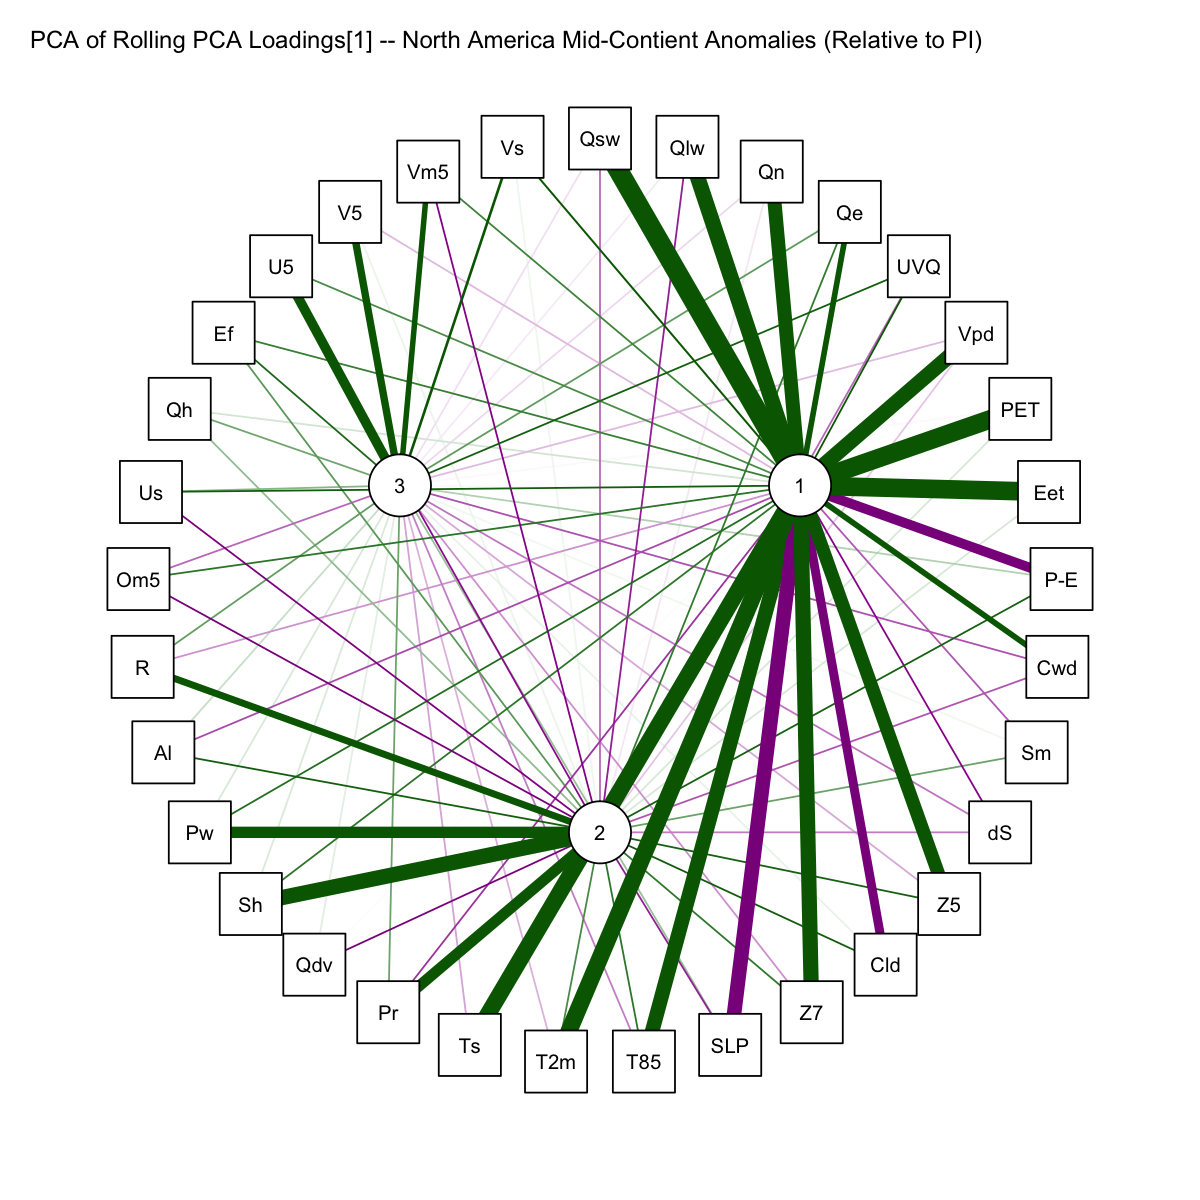 PCA of Rolling PCA Loadings[1] -- North America Mid-Contient Anomalies (Relative to PI)
Qsw
Qlw
Qn
Qe
UVQ
Vpd
PET
Eet
P-E
Cwd
Sm
dS
Z5
Cld
Z7
SLP
T85
T2m
Ts
Pr
Qdv
Sh
Pw
Al
R
Om5
Us
Qh
Ef
U5
V5
Vm5
Vs
1
2
3